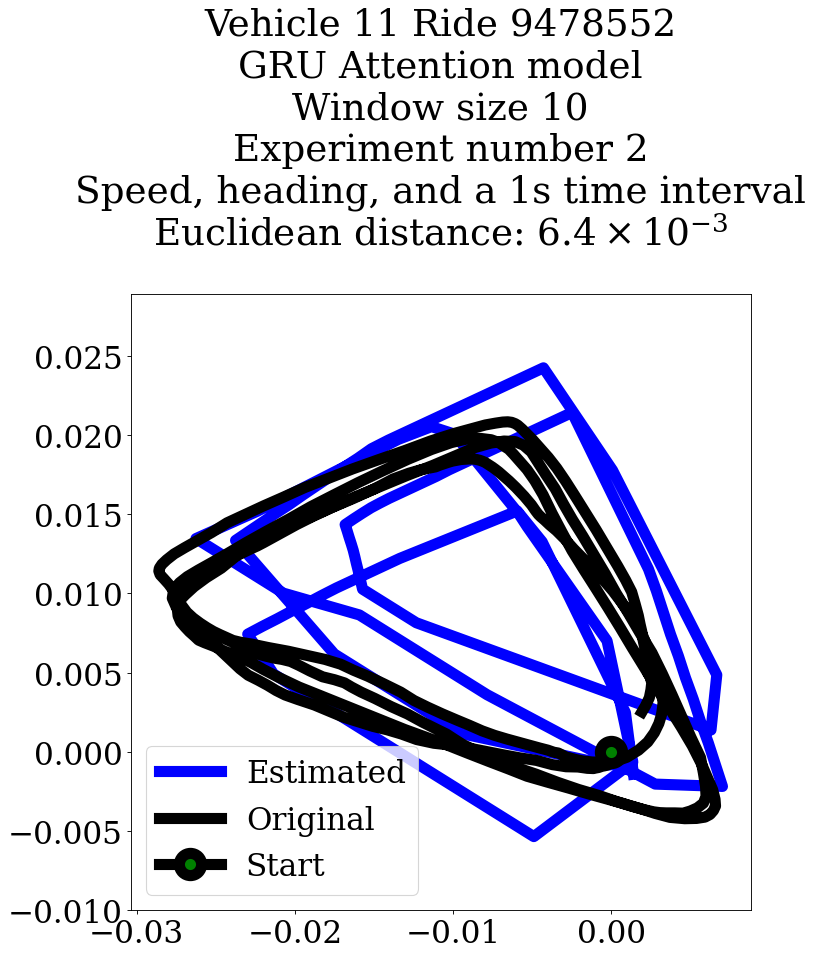 Vehicle 11 Ride 9478552
GRU Attention model
Window size 10
Experiment number 2
Speed, heading, and a 1s time interval
Euclidean distance: 6.4 × 10⁻³
0.025
0.020
0.015
0.010
0.005
0.000
−0.005
−0.010
Estimated
Original
Start
−0.03 −0.02 −0.01 0.00